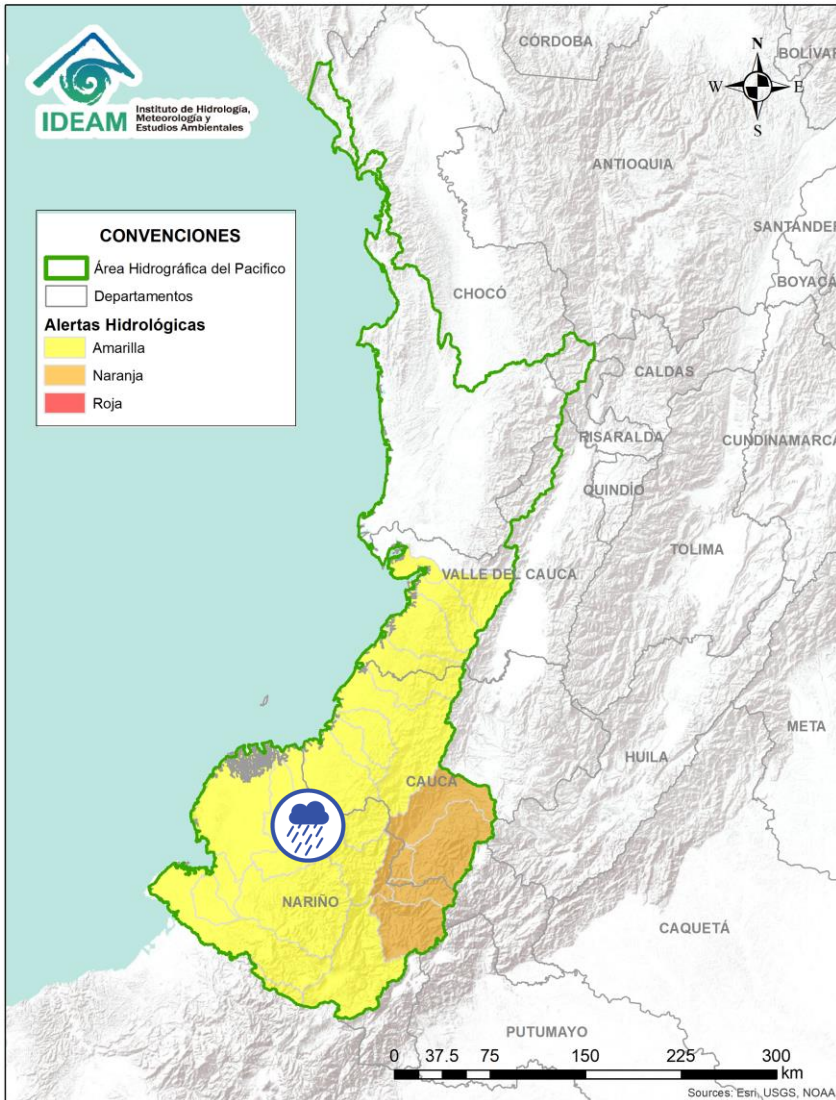 CÓRDOBA
BOLÍVAR
N
W
E
S
IDEAM
Instituto de Hidrología,
Meteorología y
Estudios Ambientales
ANTIOQUIA
SANTANDER
CONVENCIONES
Área Hidrográfica del Pacifico
Departamentos
Alertas Hidrológicas
Amarilla
Naranja
Roja
BOYACÁ
CHOCÓ
CALDAS
RISARALDA
CUNDINAMARCA
QUINDÍO
TOLIMA
VALLE DEL CAUCA
META
HUILA
CAUCA
NARIÑO
CAQUETÁ
PUTUMAYO
0 37.5 75 150 225 300
km
Sources: Esri, USGS, NOAA